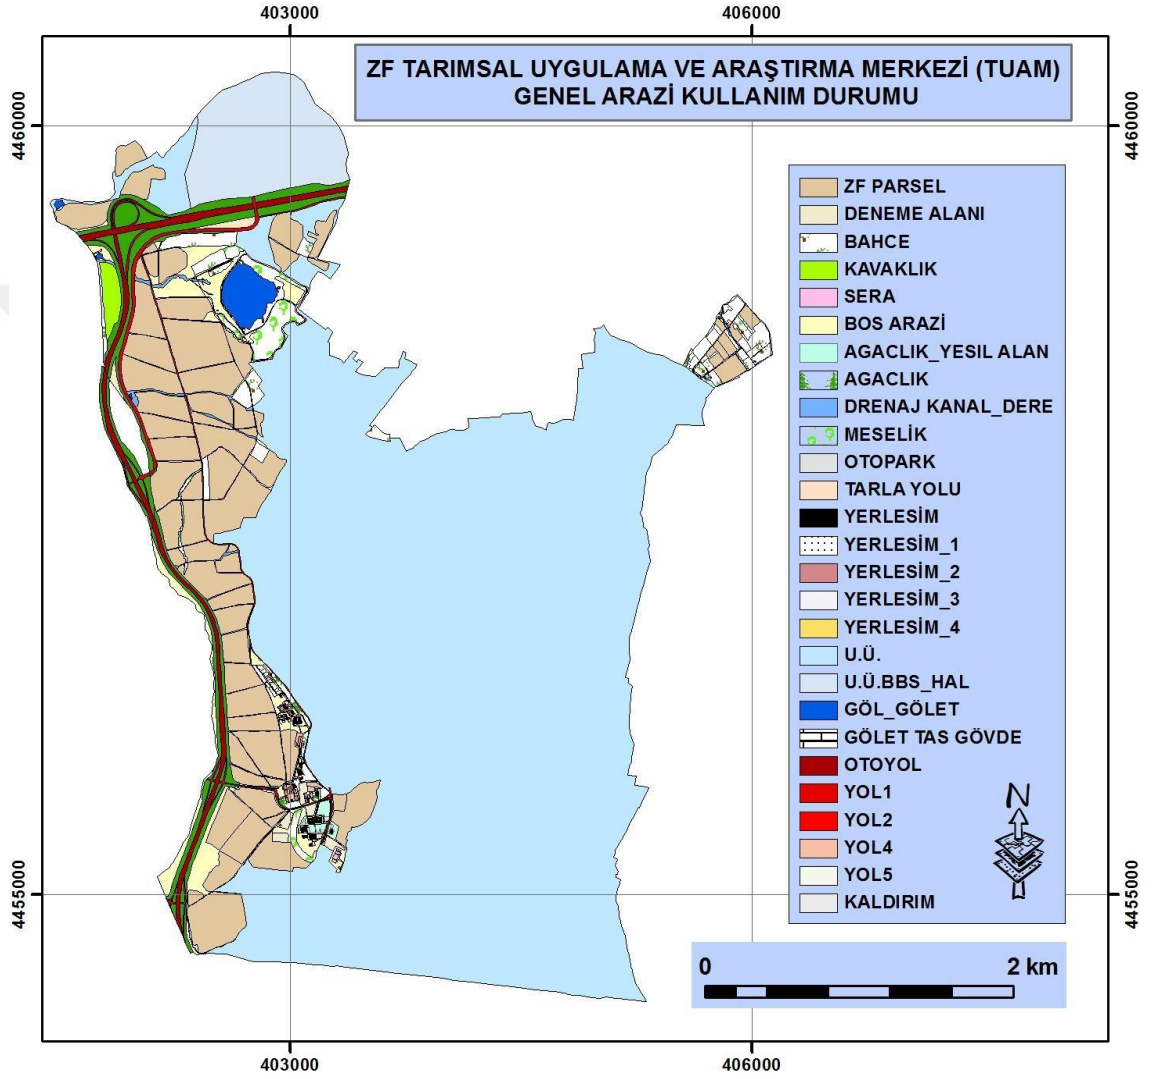 403000
406000
ZF TARIMSAL UYGULAMA VE ARAŞTIRMA MERKEZİ (TUAM)
GENEL ARAZİ KULLANIM DURUMU
4460000
4460000
ZF PARSEL
DENEME ALANI
BAHCE
KAVAKLIK
SERA
BOS ARAZİ
AGACLIK_YESIL ALAN
AGACLIK
DRENAJ KANAL_DERE
MESELİK
OTOPARK
TARLA YOLU
YERLESİM
YERLESİM_1
YERLESİM_2
YERLESİM_3
YERLESİM_4
U.Ü.
U.Ü.BBS_HAL
GÖL_GÖLET
GÖLET TAS GÖVDE
OTOYOL
YOL1
YOL2
YOL4
YOL5
KALDIRIM
N
4455000
4455000
0 2 km
403000
406000